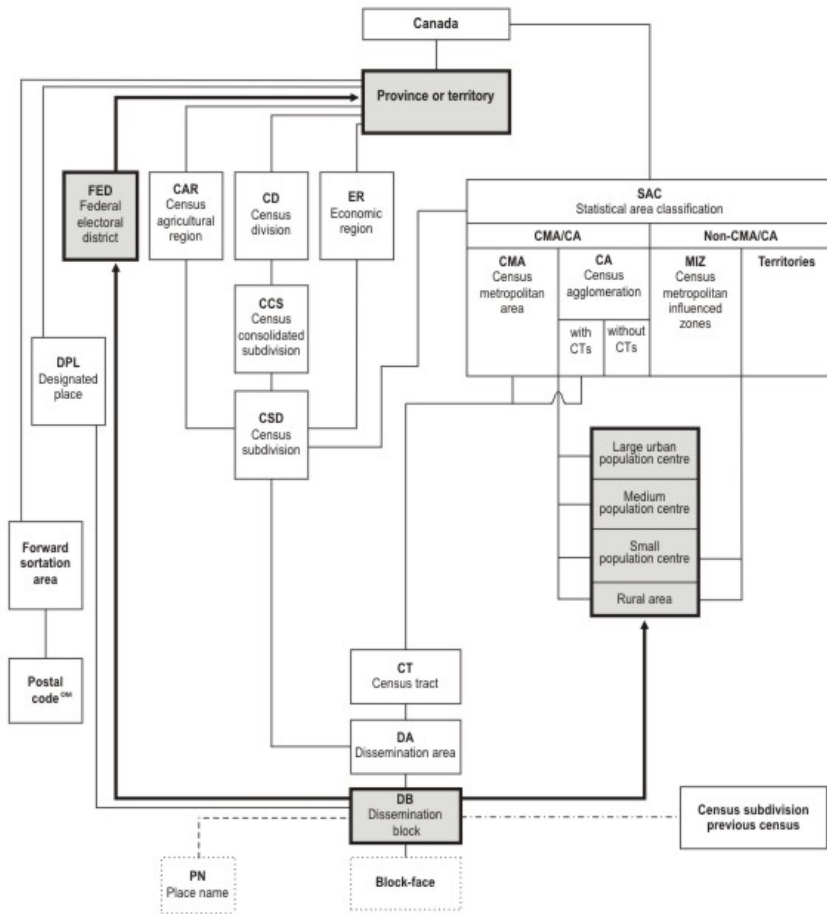 Canada
Province or territory
FED
Federal
electoral
district
CAR
Census
agricultural
region
CD
Census
division
ER
Economic
region
SAC
Statistical area classification
CMA/CA
Non-CMA/CA
CMA
Census
metropolitan
area
CA
Census
agglomeration
with
CTs
without
CTs
MIZ
Census
metropolitan
influenced
zones
Territories
CCS
Census
consolidated
subdivision
DPL
Designated
place
CSD
Census
subdivision
Large urban
population centre
Medium
population centre
Small
population centre
Rural area
Forward
sortation
area
Postal
code OM
CT
Census tract
DA
Dissemination area
DB
Dissemination
block
Census subdivision
previous census
PN
Place name
Block-face